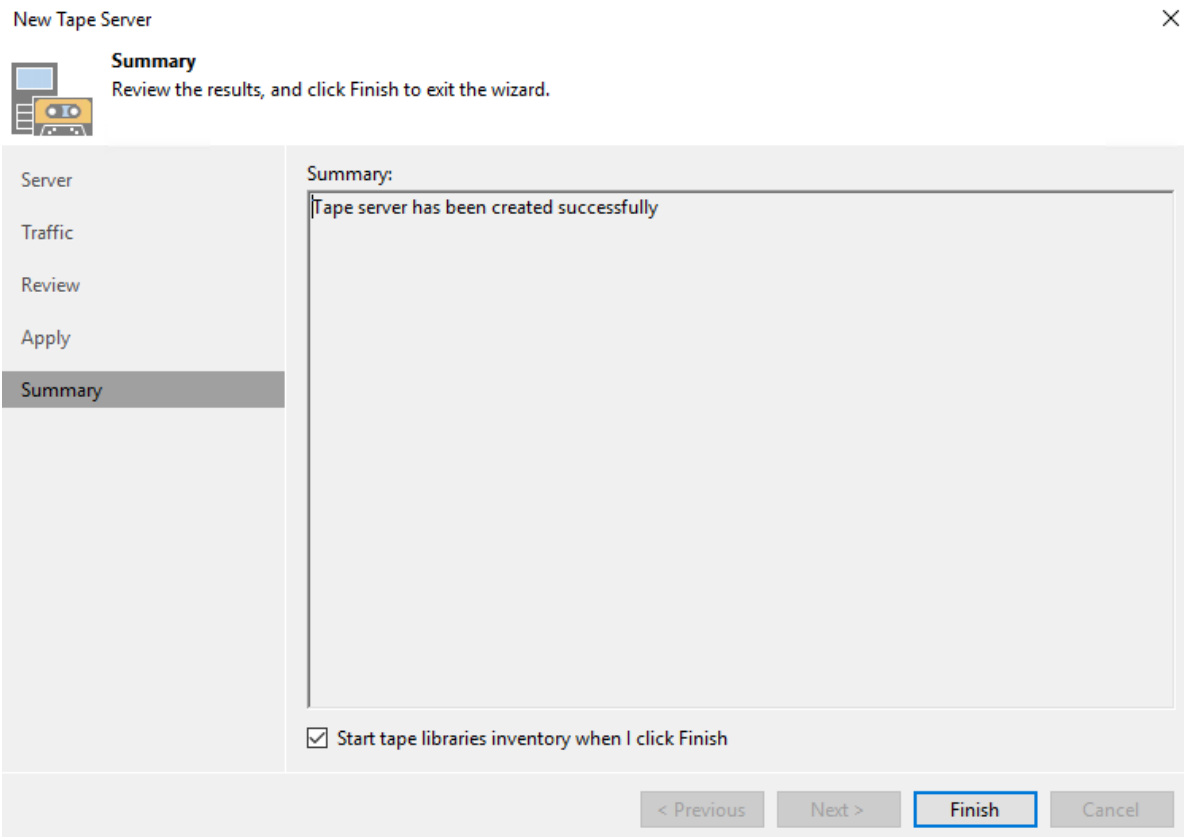 New Tape Server
Summary
Review the results, and click Finish to exit the wizard.
Server
Traffic
Review
Apply
Summary
Summary:
Tape server has been created successfully
Start tape libraries inventory when I click Finish
< Previous
Next >
Finish
Cancel